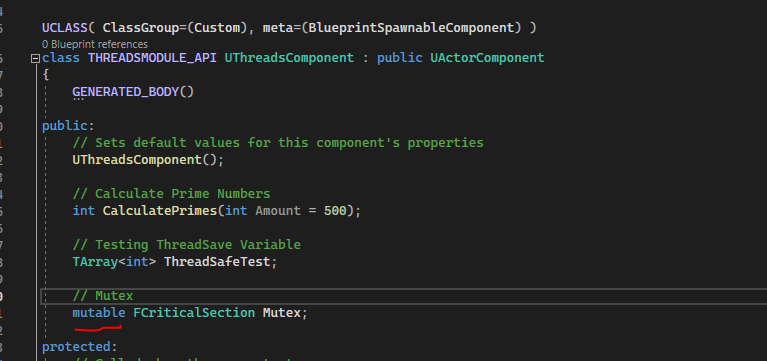 UCLASS( ClassGroup=(Custom), meta=(BlueprintSpawnableComponent) )
0 Blueprint references
class THREADSMODULE_API UThreadsComponent : public UActorComponent
{
GENERATED_BODY()
public:
// Sets default values for this component's properties
UThreadsComponent();
// Calculate Prime Numbers
int CalculatePrimes(int Amount = 500);
// Testing ThreadSave Variable
TArray<int> ThreadSafeTest;
// Mutex
mutable FCriticalSection Mutex;
protected: